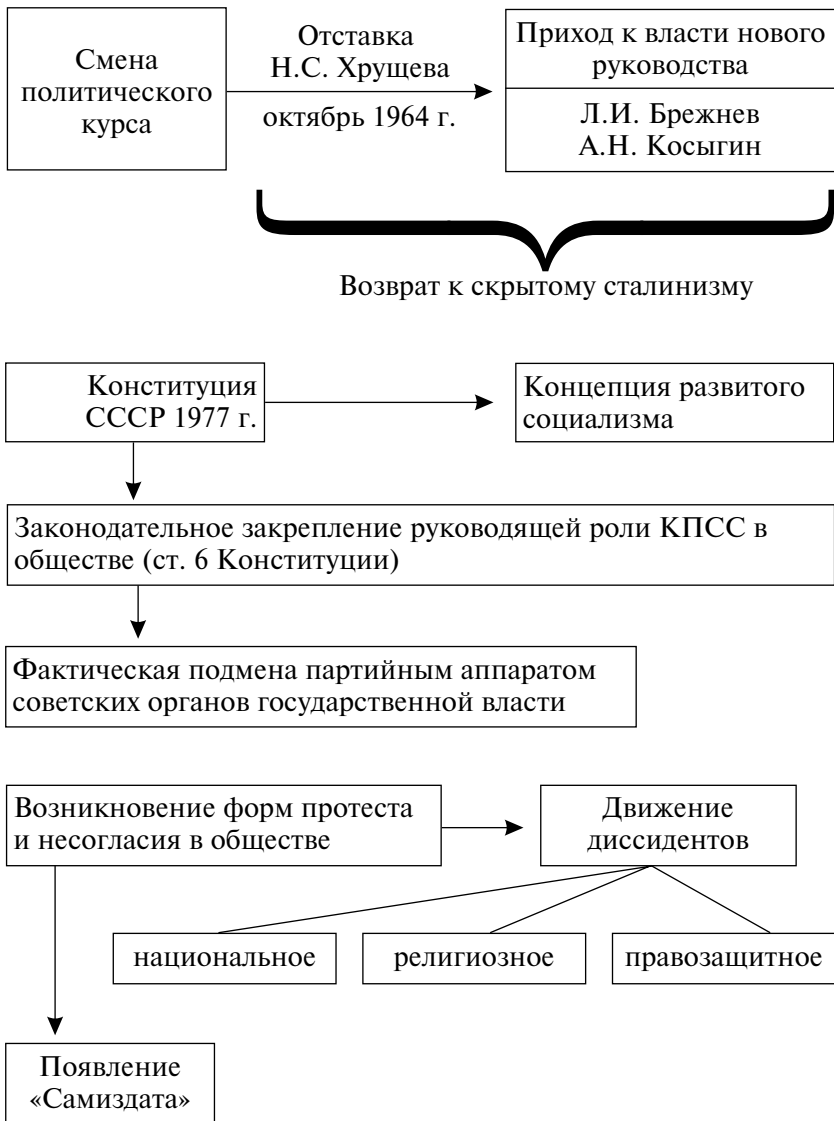 Смена
политического
курса
Отставка
Н.С. Хрущева
октябрь 1964 г.
Приход к власти нового
руководства
Л.И. Брежнев
А.Н. Косыгин
Возврат к скрытому сталинизму
Конституция
СССР 1977 г.
Концепция развитого
социализма
Законодательное закрепление руководящей роли КПСС в
обществе (ст. 6 Конституции)
Фактическая подмена партийным аппаратом
советских органов государственной власти
Возникновение форм протеста
и несогласия в обществе
Движение
диссидентов
национальное
религиозное
правозащитное
Появление
«Самиздата»